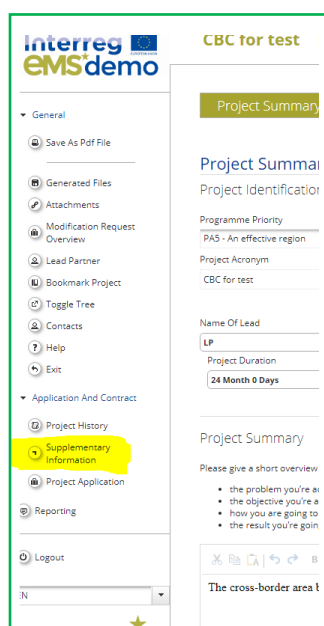 Interreg
EUROPEAN UNION
eMS demo
General
Save As Pdf File
Generated Files
Attachments
Modification Request
Overview
Lead Partner
Bookmark Project
Toggle Tree
Contacts
Help
Exit
Application And Contract
Project History
Supplementary
Information
Project Application
Reporting
Logout
EN
CBC for test
Project Summary
Project Summar
Project Identification
Programme Priority
PA5 - An effective region
Project Acronym
CBC for test
Name Of Lead
LP
Project Duration
24 Month 0 Days
Project Summary
Please give a short overview
the problem you're a
the objective you're a
how you are going to
the result you're goin
B
The cross-border area b